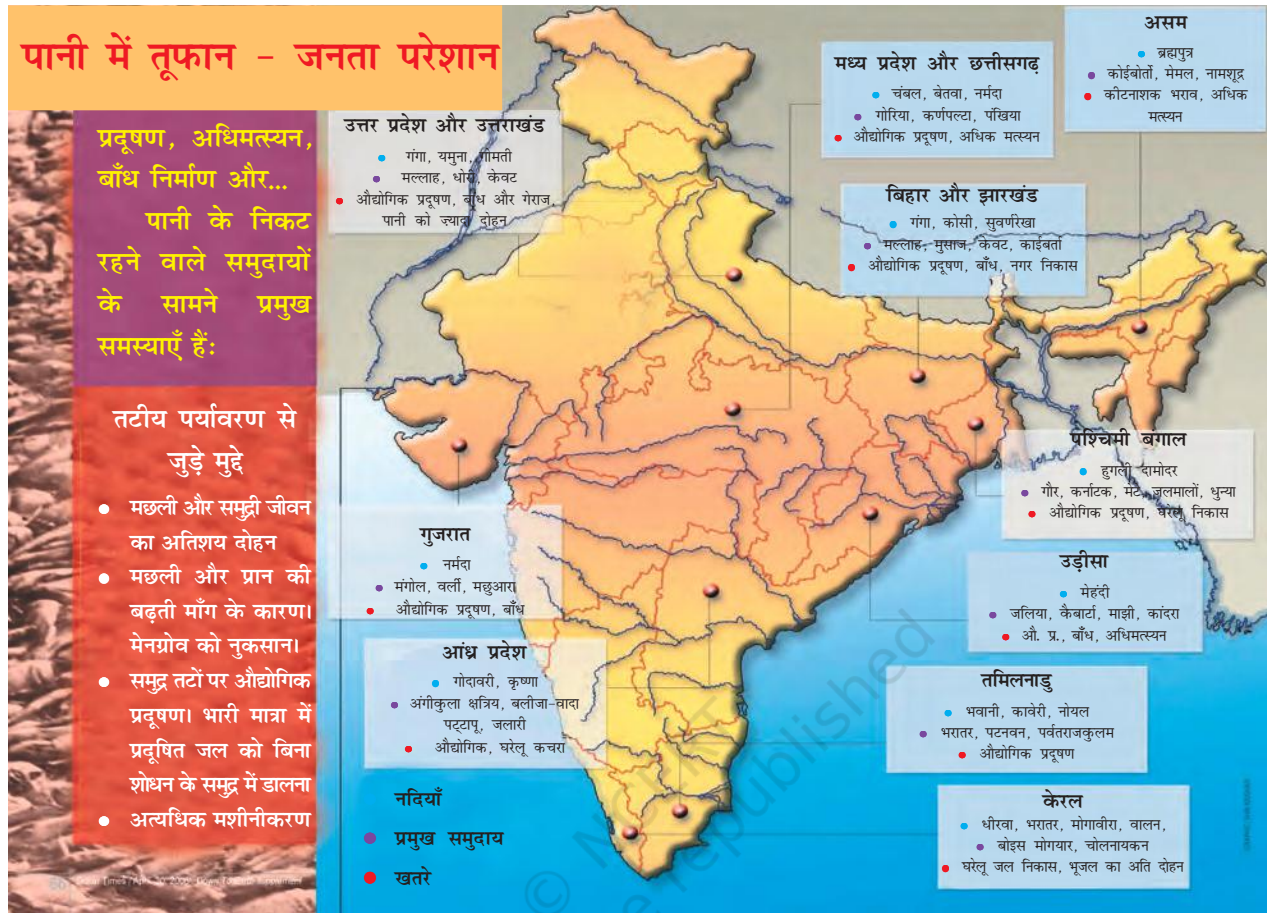 पानी में तूफान – जनता परेशान
प्रदूषण, अधिमत्स्यन,
बाँध निर्माण और...
पानी के निकट
रहने वाले समुदायों
के सामने प्रमुख
समस्याएँ हैंः
तटीय पर्यावरण से
जुड़े मुद्दे
• मछली और समुद्री जीवन
का अतिशय दोहन
• मछली और प्रान की
बढ़ती माँग के कारण।
मेनग्रोव को नुकसान।
• समुद्र तटों पर औद्योगिक
प्रदूषण। भारी मात्रा में
प्रदूषित जल को बिना
शोधन के समुद्र में डालना
• अत्यधिक मशीनीकरण
उत्तर प्रदेश और उत्तराखंड
• गंगा, यमुना, गोमती
• मल्लाह, धोरी, केवट
• औद्योगिक प्रदूषण, बाँध और गेराज
पानी को ज्यादा दोहन
मध्य प्रदेश और छत्तीसगढ़
• चंबल, बेतवा, नर्मदा
• गोरिया, कर्णपल्टा, पंखिया
• औद्योगिक प्रदूषण, अधिक मत्स्यन
असम
• ब्रह्मपुत्र
• कोईबोर्तो, मेमल, नामशूद्र
• कीटनाशक भराव, अधिक
मत्स्यन
बिहार और झारखंड
• गंगा, कोसी, सुवर्णरेखा
• मल्लाह, मुसाज, केवट, काईबर्ता
• औद्योगिक प्रदूषण, बाँध, नगर निकास
पश्चिमी बंगाल
• हुगली दामोदर
• गौर, कर्नाटक, मेट, जलमालों, धुन्या
• औद्योगिक प्रदूषण, घरेलू निकास
गुजरात
• नर्मदा
• मंगोल, वर्ली, मछुआरा
• औद्योगिक प्रदूषण, बाँध
उड़ीसा
• मेहंदी
• जलिया, कैबार्टा, माझी, कांदरा
• औ. प्र., बाँध, अधिमत्स्यन
आंध्र प्रदेश
• गोदावरी, कृष्णा
• अंगीकुला क्षत्रिय, बलीजा-वादा
पट्टापू, जलारी
• औद्योगिक, घरेलू कचरा
तमिलनाडु
• भवानी, कावेरी, नोयल
• भरातर, पटनवन, पर्वतराजकुलम
• औद्योगिक प्रदूषण
केरल
• धीरवा, भरातर, मोगावीरा, वालन,
• बोइस मोगयार, चोलनायकन
• घरेलू जल निकास, भूजल का अति दोहन
नदियाँ
• प्रमुख समुदाय
• खतरे
© NCERT
republished